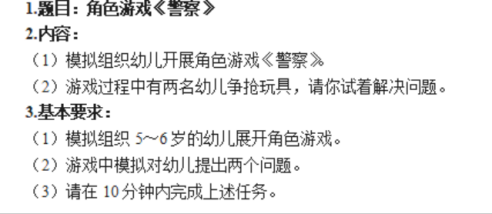 1.题目：角色游戏《警察》
2.内容：
（1）模拟组织幼儿开展角色游戏《警察》。
（2）游戏过程中有两名幼儿争抢玩具，请你试着解决问题。
3.基本要求：
（1）模拟组织 5～6 岁的幼儿展开角色游戏。
（2）游戏中模拟对幼儿提出两个问题。
（3）请在 10 分钟内完成上述任务。